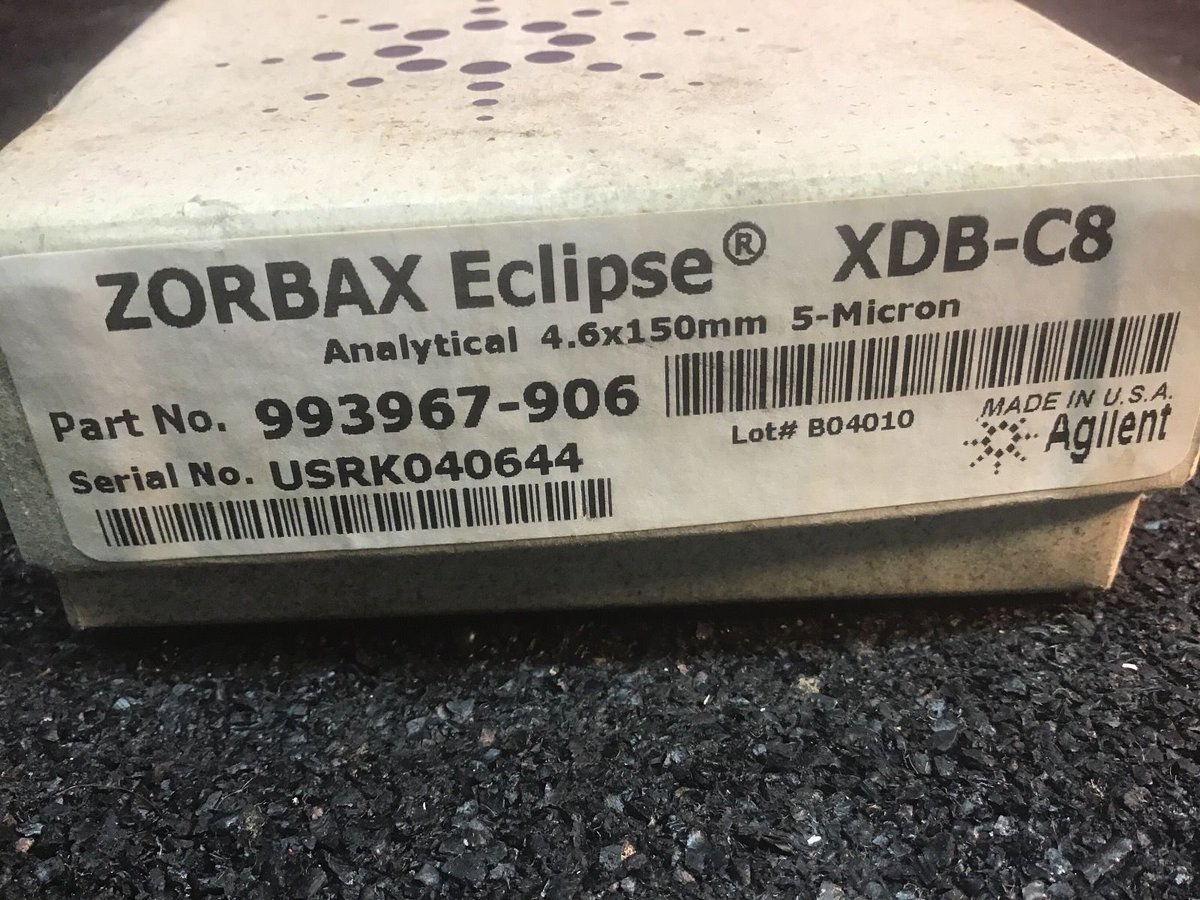 ZORBAX Eclipse® XDB-C8
Analytical 4.6x150mm 5-Micron
Part No. 993967-906
Serial No. USRK040644
Lot# B04010
MADE IN U.S.A.
Agilent